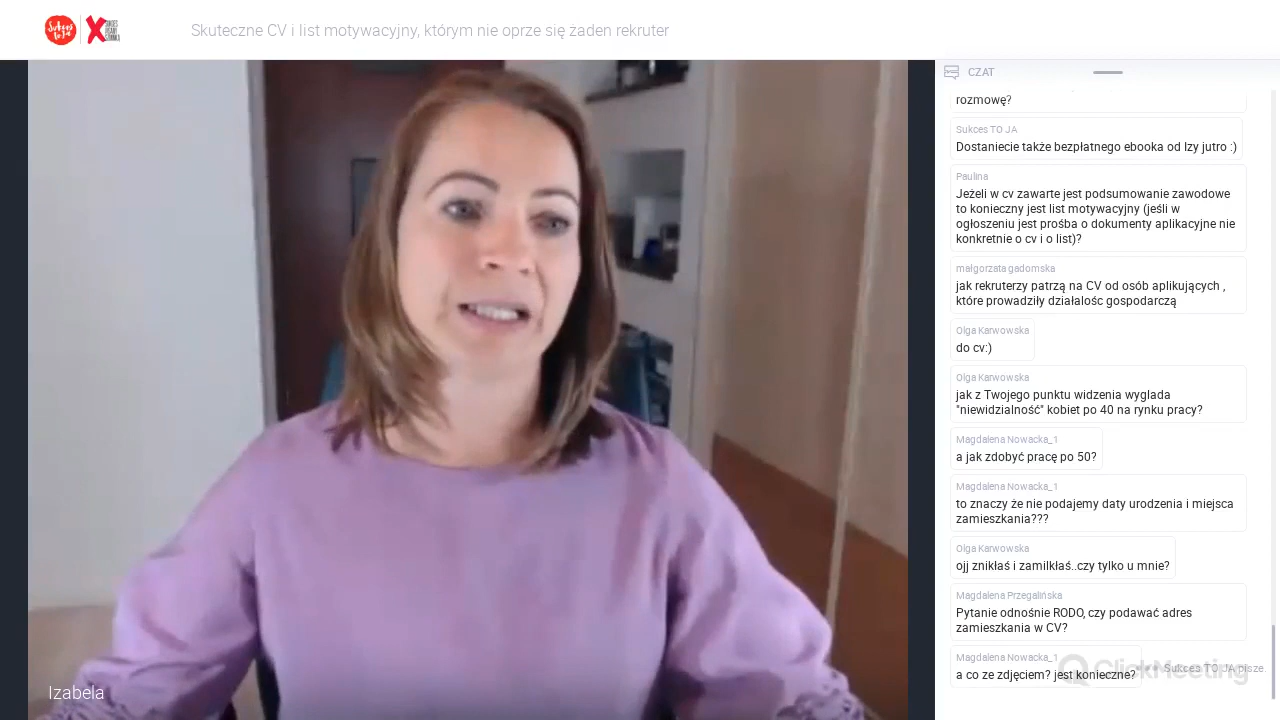 Sukces to Ja
SUKCES
Skuteczne CV i list motywacyjny, którym nie oprze się żaden rekruter
CZAT
rozmowę?
Sukces TO JA
Dostaniecie także bezpłatnego ebooka od Izy jutro :)
Paulina
Jeżeli w cv zawarte jest podsumowanie zawodowe
to konieczny jest list motywacyjny (jeśli w
ogłoszeniu jest prośba o dokumenty aplikacyjne nie
konkretnie o cv i o list)?
małgorzata gadomska
jak rekruterzy patrzą na CV od osób aplikujących ,
które prowadziły działalośc gospodarczą
Olga Karwowska
do cv:)
Olga Karwowska
jak z Twojego punktu widzenia wyglada
"niewidzialność" kobiet po 40 na rynku pracy?
Magdalena Nowacka_1
a jak zdobyć pracę po 50?
Magdalena Nowacka_1
to znaczy że nie podajemy daty urodzenia i miejsca
zamieszkania???
Olga Karwowska
ojj znikłaś i zamilkłaś..czy tylko u mnie?
Magdalena Przegalińska
Pytanie odnośnie RODO, czy podawać adres
zamieszkania w CV?
Magdalena Nowacka_1
a co ze zdjęciem? jest konieczne?
Sukces TO JA pisze.
ClickMeeting
Izabela